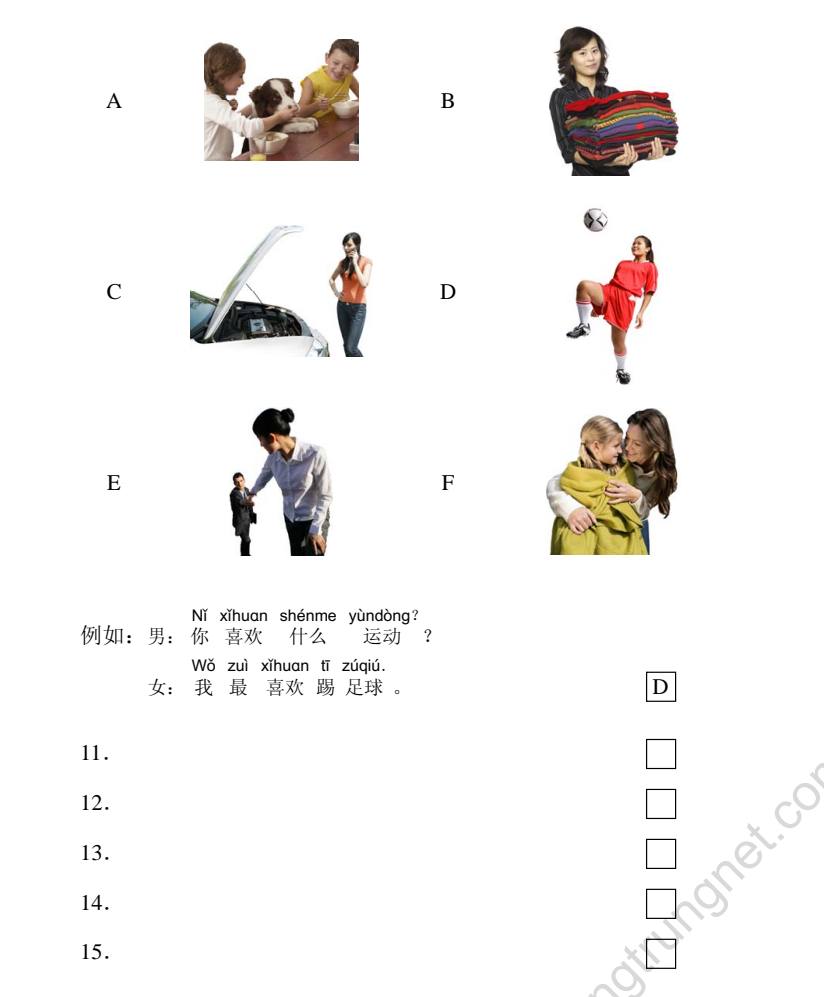 A
B
C
D
E
F
Nǐ xǐhuan shénme yùndòng?
例如：男：你 喜欢 什么 运动 ？
Wǒ zuì xǐhuan tī zúqiú.
女：我 最 喜欢 踢 足球 。
D
11.
12.
13.
14.
15.